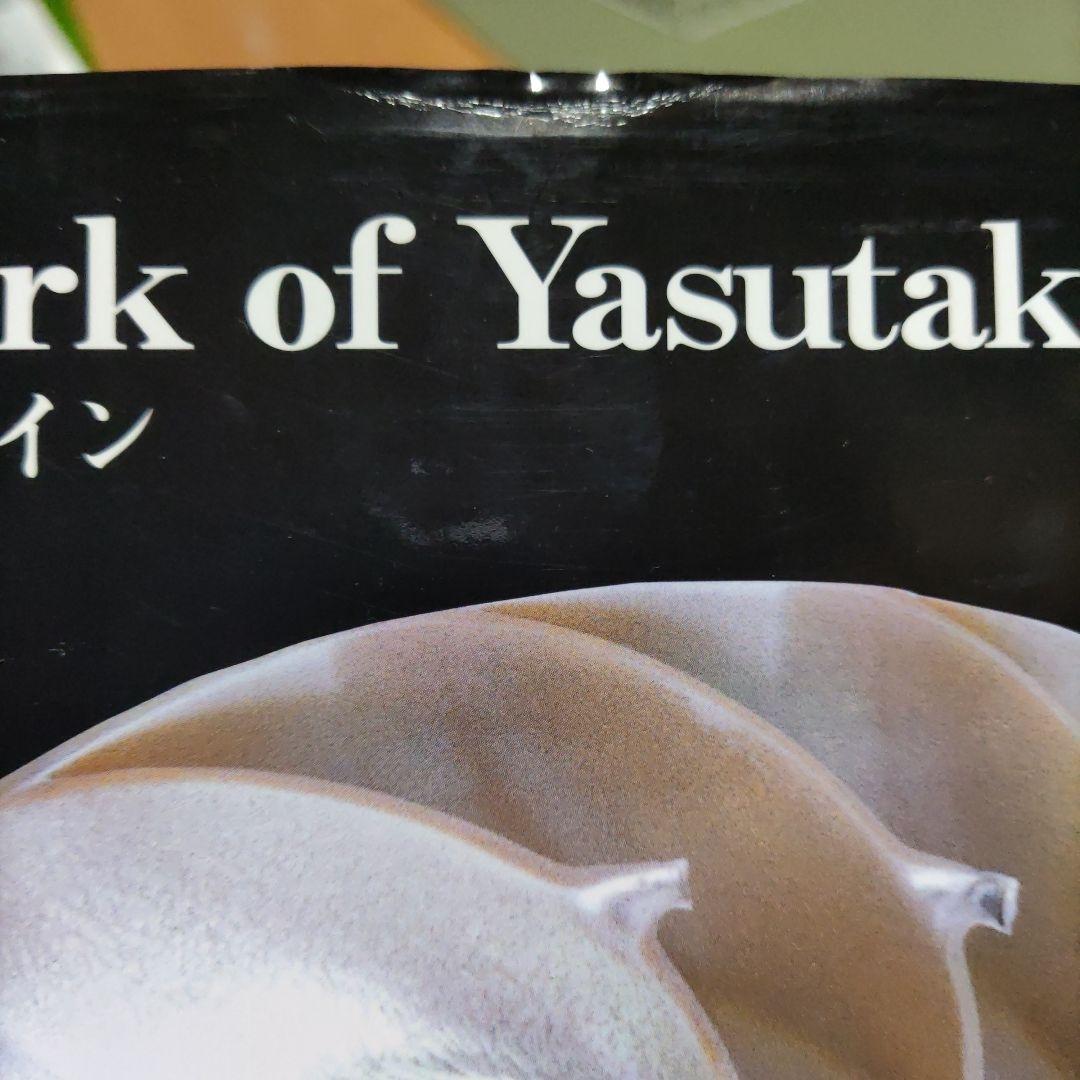 rk of Yasutak
イン